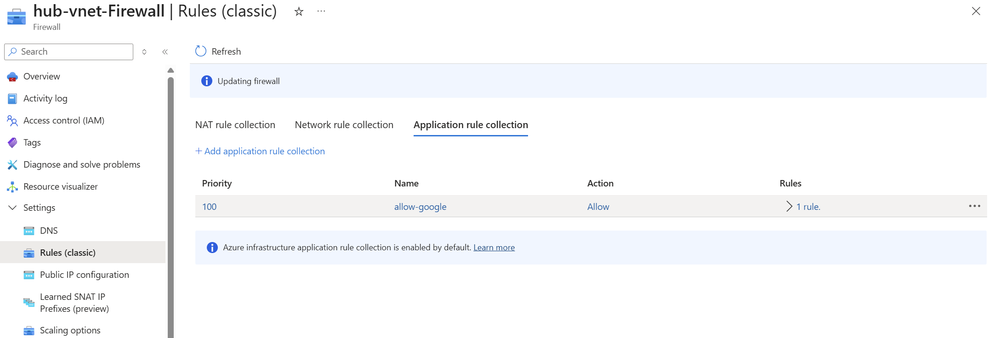 hub-vnet-Firewall | Rules (classic)
Firewall
Search
Refresh
Updating firewall
Overview
Activity log
Access control (IAM)
Tags
Diagnose and solve problems
Resource visualizer
Settings
DNS
Rules (classic)
Public IP configuration
Learned SNAT IP
Prefixes (preview)
Scaling options
NAT rule collection Network rule collection Application rule collection
+ Add application rule collection
Priority Name Action Rules
100 allow-google Allow 1 rule.
Azure infrastructure application rule collection is enabled by default. Learn more